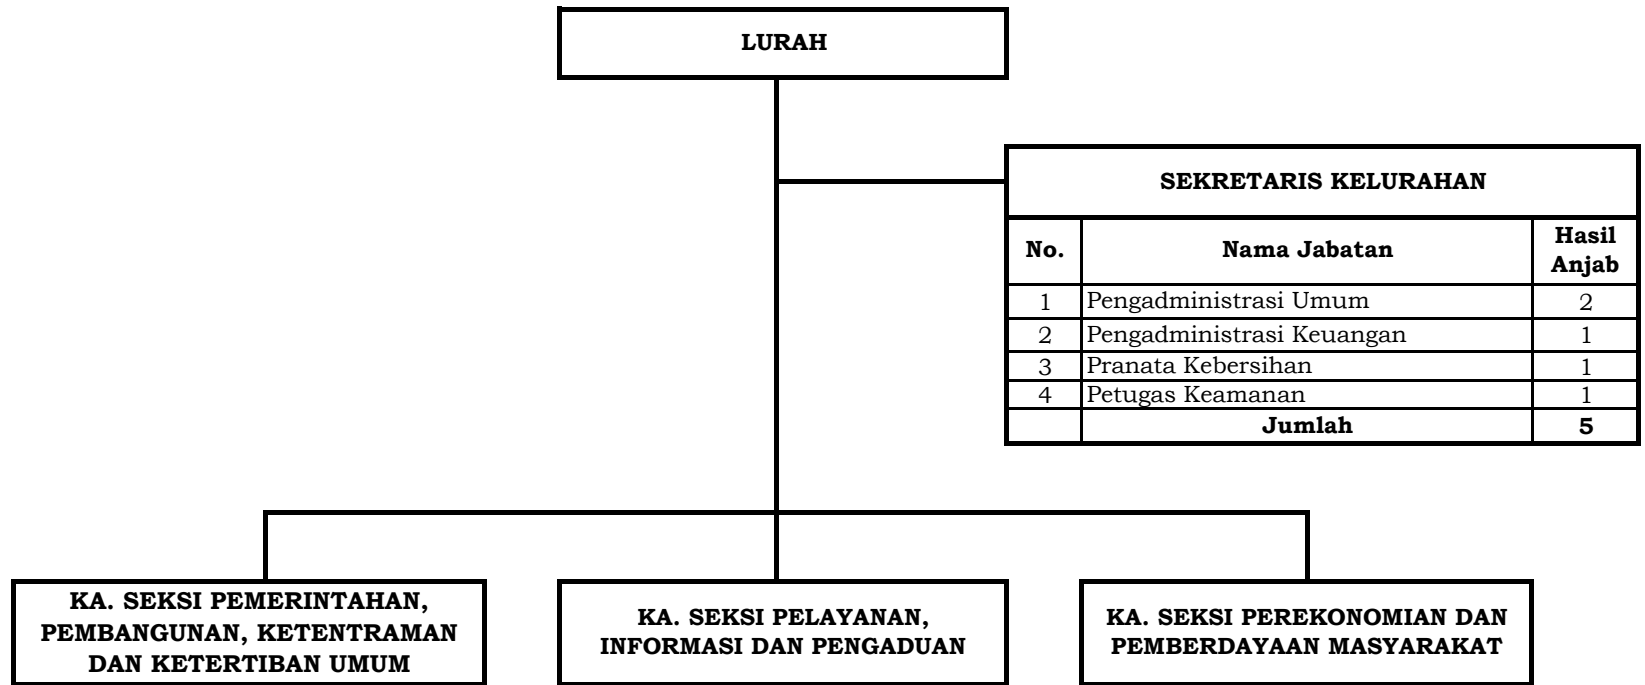 LURAH
SEKRETARIS KELURAHAN
No. Nama Jabatan Hasil Anjab
1 Pengadministrasi Umum 2
2 Pengadministrasi Keuangan 1
3 Pranata Kebersihan 1
4 Petugas Keamanan 1
Jumlah 5
KA. SEKSI PEMERINTAHAN,
PEMBANGUNAN, KETENTRAMAN
DAN KETERTIBAN UMUM
KA. SEKSI PELAYANAN,
INFORMASI DAN PENGADUAN
KA. SEKSI PEREKONOMIAN DAN
PEMBERDAYAAN MASYARAKAT